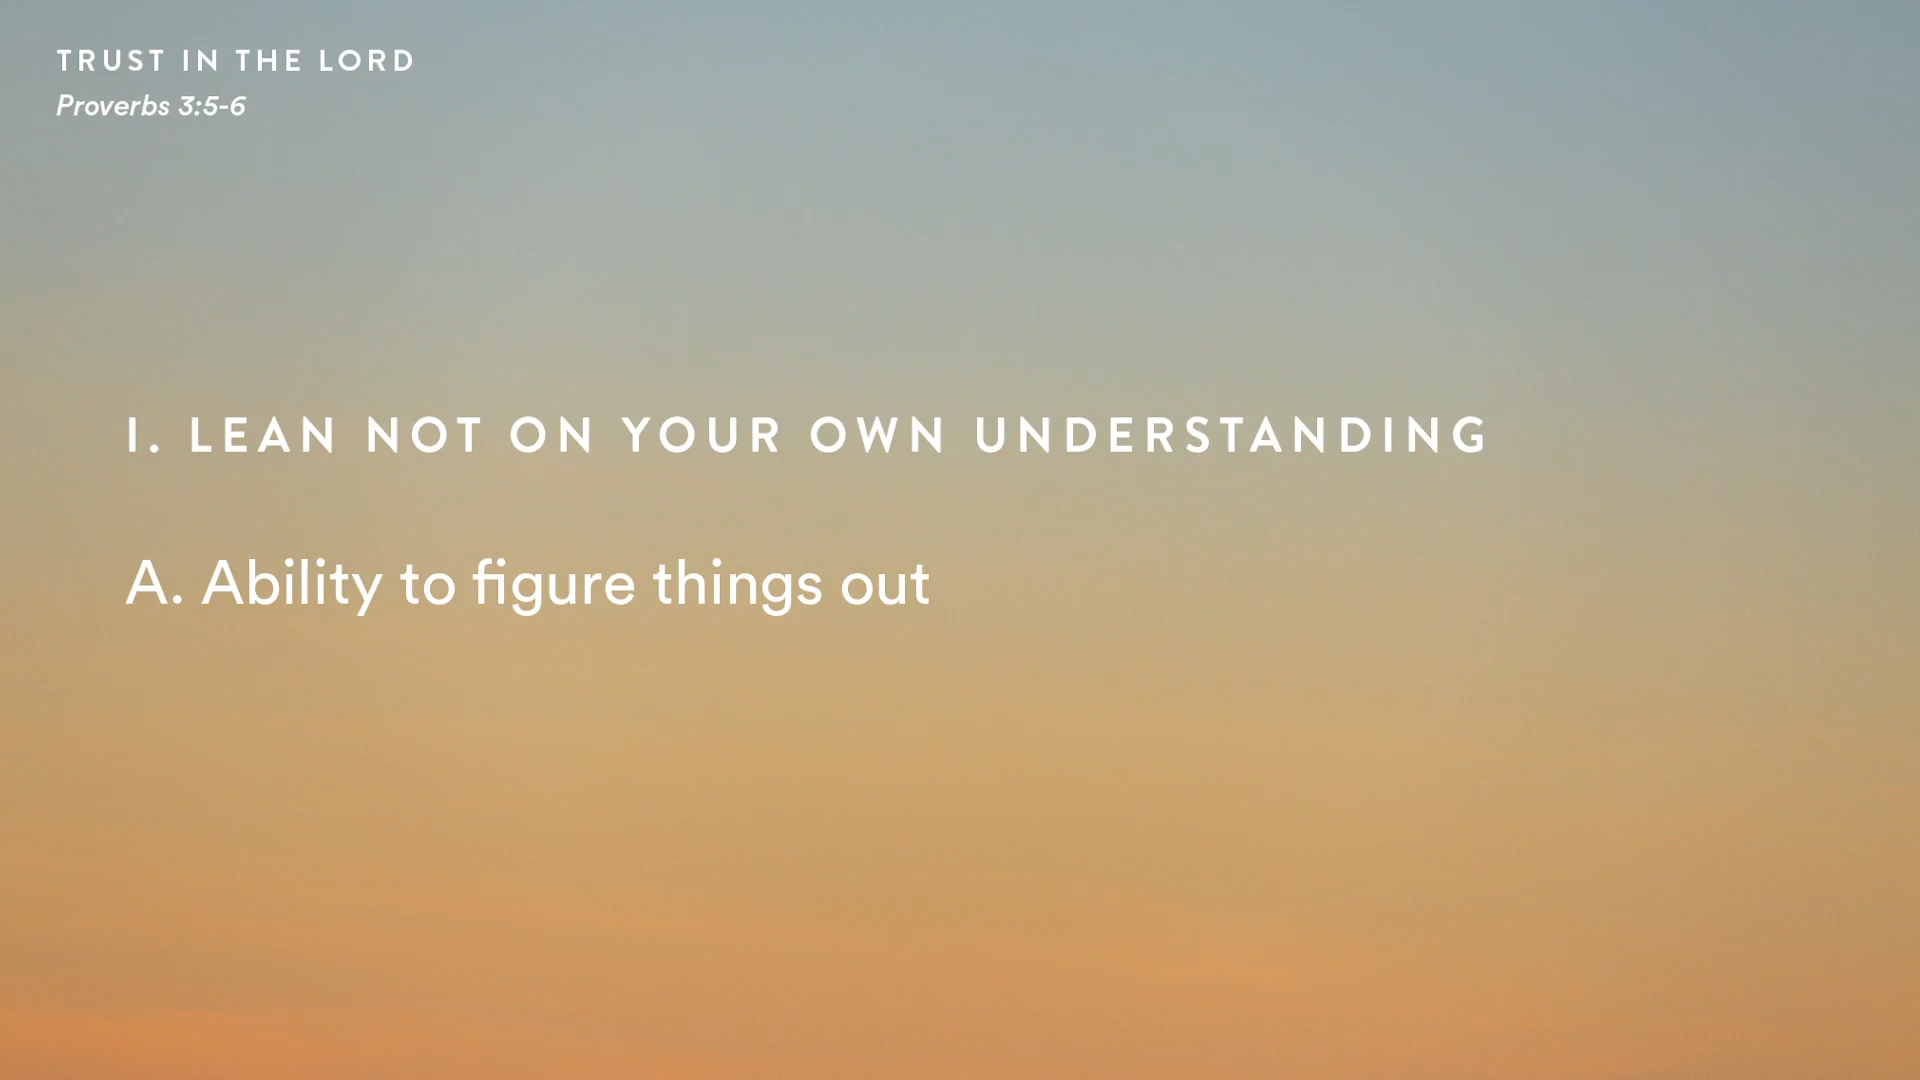 TRUST IN THE LORD
Proverbs 3:5-6
I. LEAN NOT ON YOUR OWN UNDERSTANDING
A. Ability to figure things out